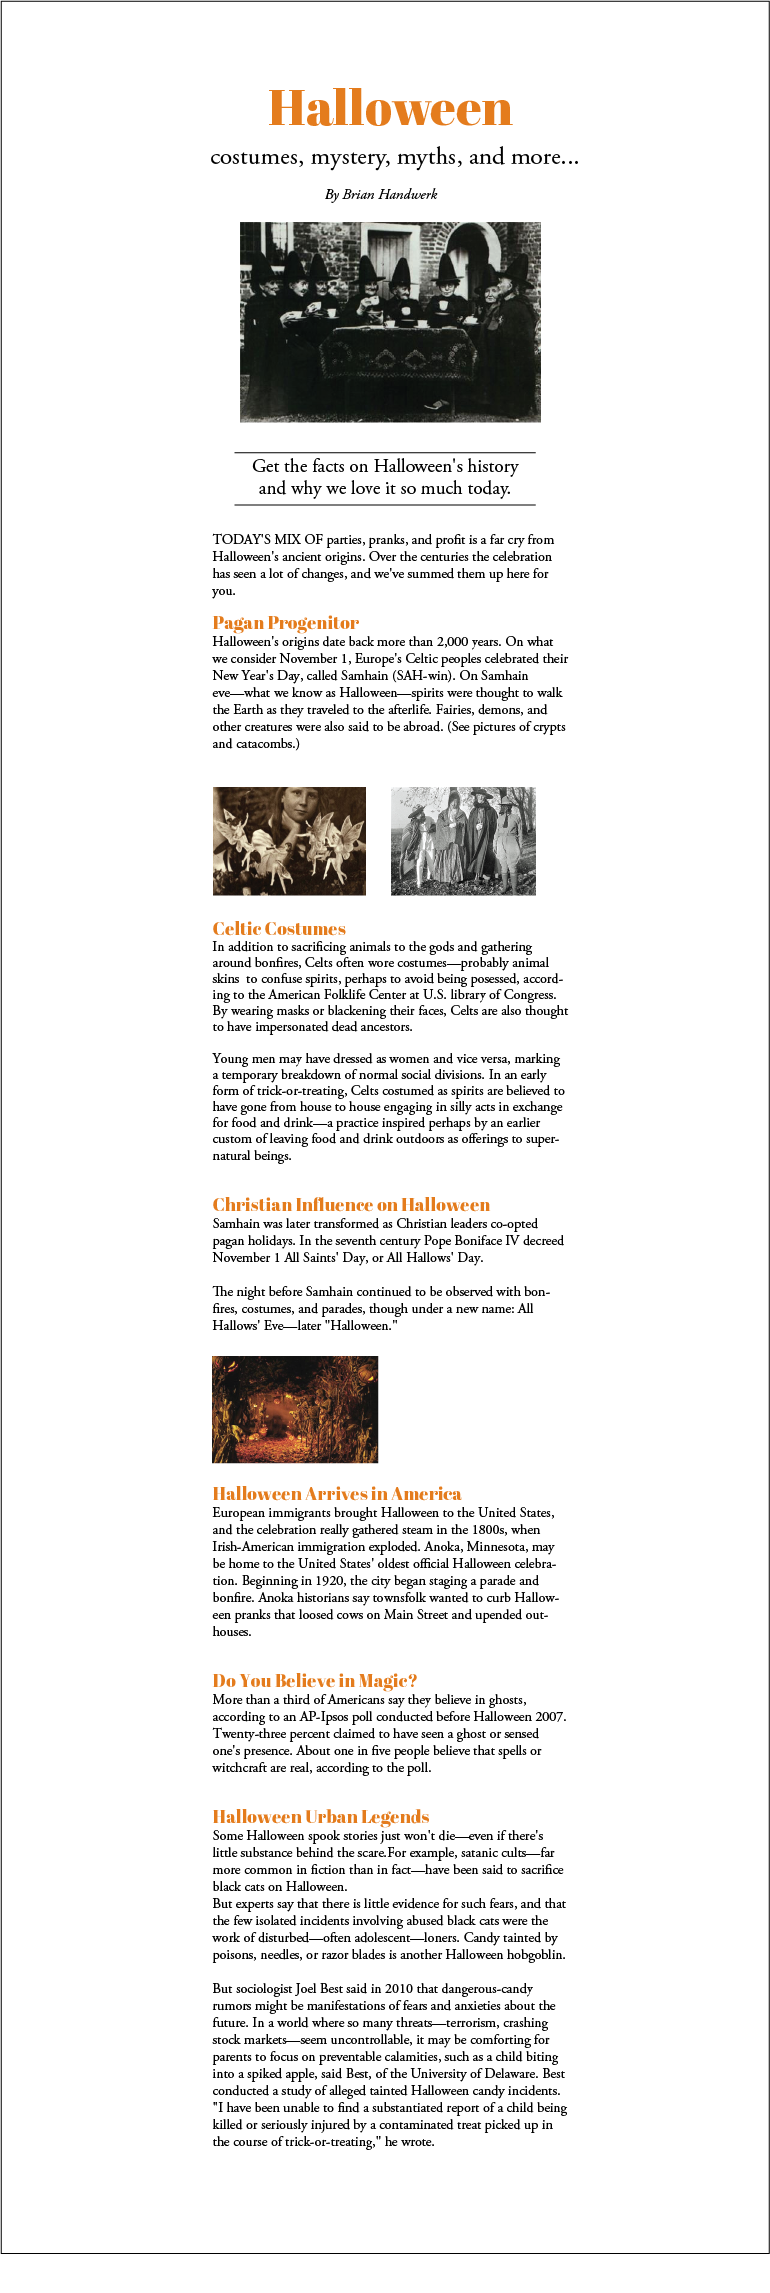 Halloween
costumes, mystery, myths, and more...
By Brian Handwerk
Get the facts on Halloween's history
and why we love it so much today.
TODAY'S MIX OF parties, pranks, and profit is a far cry from
Halloween's ancient origins. Over the centuries the celebration
has seen a lot of changes, and we've summed them up here for
you.
Pagan Progenitor
Halloween's origins date back more than 2,000 years. On what
we consider November 1, Europe's Celtic peoples celebrated their
New Year's Day, called Samhain (SAH-win). On Samhain
eve—what we know as Halloween—spirits were thought to walk
the Earth as they traveled to the afterlife. Fairies, demons, and
other creatures were also said to be abroad. (See pictures of crypts
and catacombs.)
Celtic Costumes
In addition to sacrificing animals to the gods and gathering
around bonfires, Celts often wore costumes—probably animal
skins  to confuse spirits, perhaps to avoid being posessed, accord-
ing to the American Folklife Center at U.S. library of Congress.
By wearing masks or blackening their faces, Celts are also thought
to have impersonated dead ancestors.
Young men may have dressed as women and vice versa, marking
a temporary breakdown of normal social divisions. In an early
form of trick-or-treating, Celts costumed as spirits are believed to
have gone from house to house engaging in silly acts in exchange
for food and drink—a practice inspired perhaps by an earlier
custom of leaving food and drink outdoors as offerings to super-
natural beings.
Christian Influence on Halloween
Samhain was later transformed as Christian leaders co-opted
pagan holidays. In the seventh century Pope Boniface IV decreed
November 1 All Saints' Day, or All Hallows' Day.
The night before Samhain continued to be observed with bon-
fires, costumes, and parades, though under a new name: All
Hallows' Eve—later "Halloween."
Halloween Arrives in America
European immigrants brought Halloween to the United States,
and the celebration really gathered steam in the 1800s, when
Irish-American immigration exploded. Anoka, Minnesota, may
be home to the United States' oldest official Halloween celebra-
tion. Beginning in 1920, the city began staging a parade and
bonfire. Anoka historians say townsfolk wanted to curb Hallow-
een pranks that loosed cows on Main Street and upended out-
houses.
Do You Believe in Magic?
More than a third of Americans say they believe in ghosts,
according to an AP-Ipsos poll conducted before Halloween 2007.
Twenty-three percent claimed to have seen a ghost or sensed
one's presence. About one in five people believe that spells or
witchcraft are real, according to the poll.
Halloween Urban Legends
Some Halloween spook stories just won't die—even if there's
little substance behind the scare.For example, satanic cults—far
more common in fiction than in fact—have been said to sacrifice
black cats on Halloween.
But experts say that there is little evidence for such fears, and that
the few isolated incidents involving abused black cats were the
work of disturbed—often adolescent—loners. Candy tainted by
poisons, needles, or razor blades is another Halloween hobgoblin.
But sociologist Joel Best said in 2010 that dangerous-candy
rumors might be manifestations of fears and anxieties about the
future. In a world where so many threats—terrorism, crashing
stock markets—seem uncontrollable, it may be comforting for
parents to focus on preventable calamities, such as a child biting
into a spiked apple, said Best, of the University of Delaware. Best
conducted a study of alleged tainted Halloween candy incidents.
"I have been unable to find a substantiated report of a child being
killed or seriously injured by a contaminated treat picked up in
the course of trick-or-treating," he wrote.